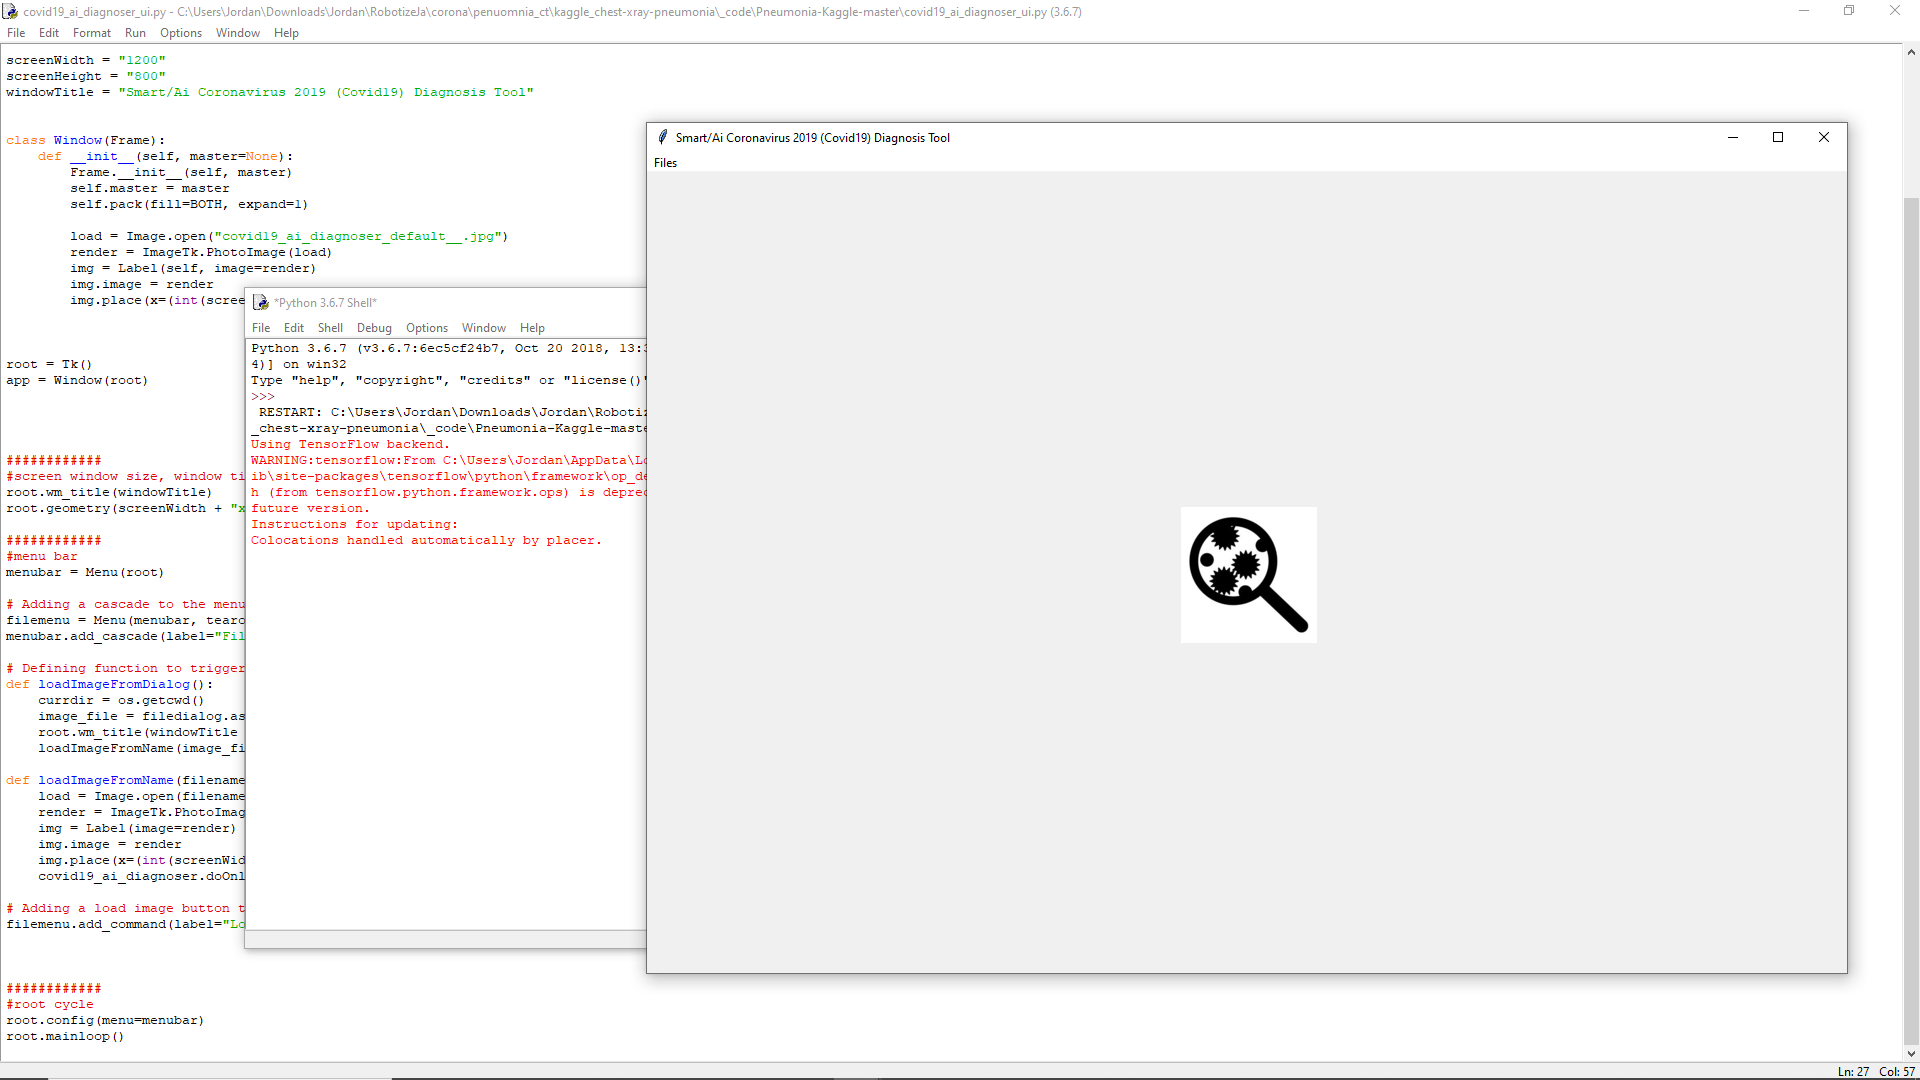 covid19_ai_diagnoser_ui.py - C:\Users\Jordan\Downloads\Jordan\RobotizeJa\corona\penuomnia_ct\kaggle_chest-xray-pneumonia\_code\Pneumonia-Kaggle-master\covid19_ai_diagnoser_ui.py (3.6.7)
File Edit Format Run Options Window Help
screenWidth = "1200"
screenHeight = "800"
windowTitle = "Smart/Ai Coronavirus 2019 (Covid19) Diagnosis Tool"
class Window(Frame):
def __init__(self, master=None):
Frame.__init__(self, master)
self.master = master
self.pack(fill=BOTH, expand=1)
load = Image.open("covid19_ai_diagnoser_default__.jpg")
render = ImageTk.PhotoImage(load)
img = Label(self, image=render)
img.image = render
img.place(x=(int(scree
root = Tk()
app = Window(root)
############
#screen window size, window ti
root.wm_title(windowTitle)
root.geometry(screenWidth + "x
############
#menu bar
menubar = Menu(root)
# Adding a cascade to the menu
filemenu = Menu(menubar, tearo
menubar.add_cascade(label="Fil
# Defining function to trigger
def loadImageFromDialog():
currdir = os.getcwd()
image_file = filedialog.as
root.wm_title(windowTitle
loadImageFromName(image_fi
def loadImageFromName(filename
load = Image.open(filename
render = ImageTk.PhotoImag
img = Label(image=render)
img.image = render
img.place(x=(int(screenWid
covid19_ai_diagnoser.doOnl
# Adding a load image button t
filemenu.add_command(label="Lo
############
#root cycle
root.config(menu=menubar)
root.mainloop()
*Python 3.6.7 Shell*
File Edit Shell Debug Options Window Help
Python 3.6.7 (v3.6.7:6ec5cf24b7, Oct 20 2018, 13:3
4)] on win32
Type "help", "copyright", "credits" or "license()"
>>>
RESTART: C:\Users\Jordan\Downloads\Jordan\Roboti
_chest-xray-pneumonia\_code\Pneumonia-Kaggle-maste
Using TensorFlow backend.
WARNING:tensorflow:From C:\Users\Jordan\AppData\Lo
ib\site-packages\tensorflow\python\framework\op_de
h (from tensorflow.python.framework.ops) is deprec
future version.
Instructions for updating:
Colocations handled automatically by placer.
Smart/Ai Coronavirus 2019 (Covid19) Diagnosis Tool
Files
Ln: 27 Col: 57